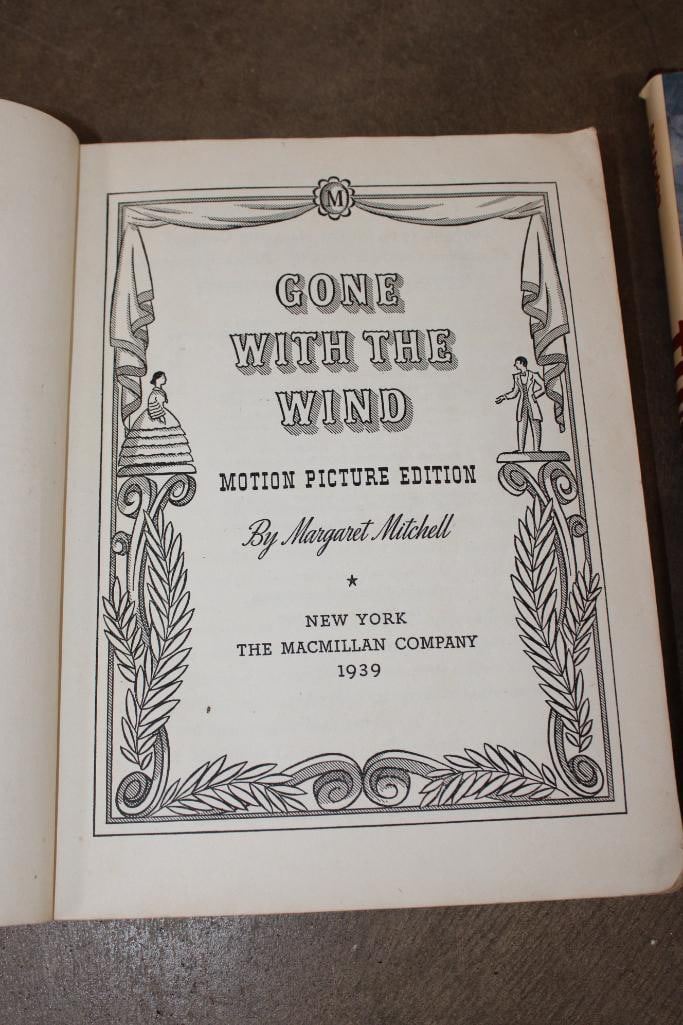 M
GONE
WITH THE
WIND
MOTION PICTURE EDITION
By Margaret Mitchell
NEW YORK
THE MACMILLAN COMPANY
1939